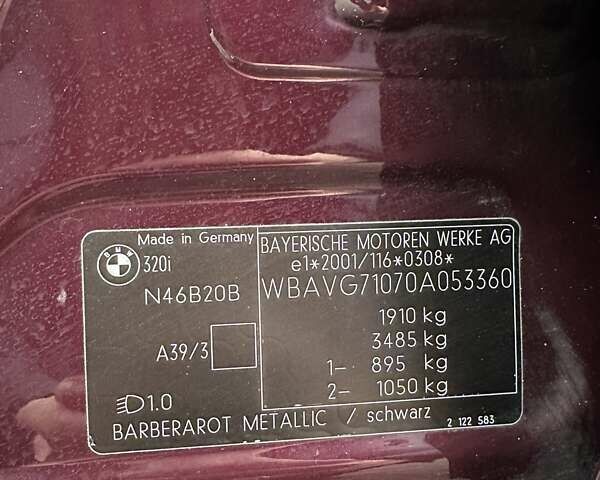 BMW
Made in Germany
320i
N46B20B
A39/3
1.0
BAYERISCHE MOTOREN WERKE AG
e1*2001/116*0308*
WBAVG71070A053360
1910 kg
3485 kg
1- 895 kg
2- 1050 kg
BARBERAROT METALLIC / schwarz
2 122 583